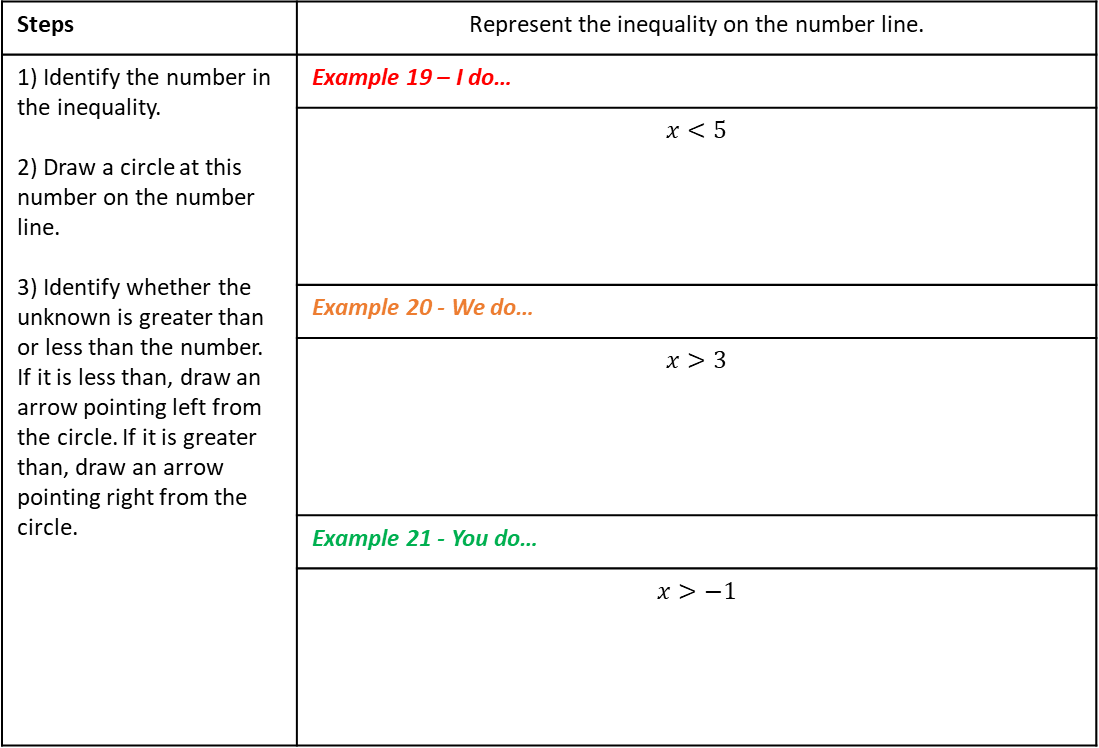 Steps
Represent the inequality on the number line.
1) Identify the number in
the inequality.
2) Draw a circle at this
number on the number
line.
3) Identify whether the
unknown is greater than
or less than the number.
If it is less than, draw an
arrow pointing left from
the circle. If it is greater
than, draw an arrow
pointing right from the
circle.
Example 19 – I do...
x < 5
Example 20 - We do...
x > 3
Example 21 - You do...
x > −1